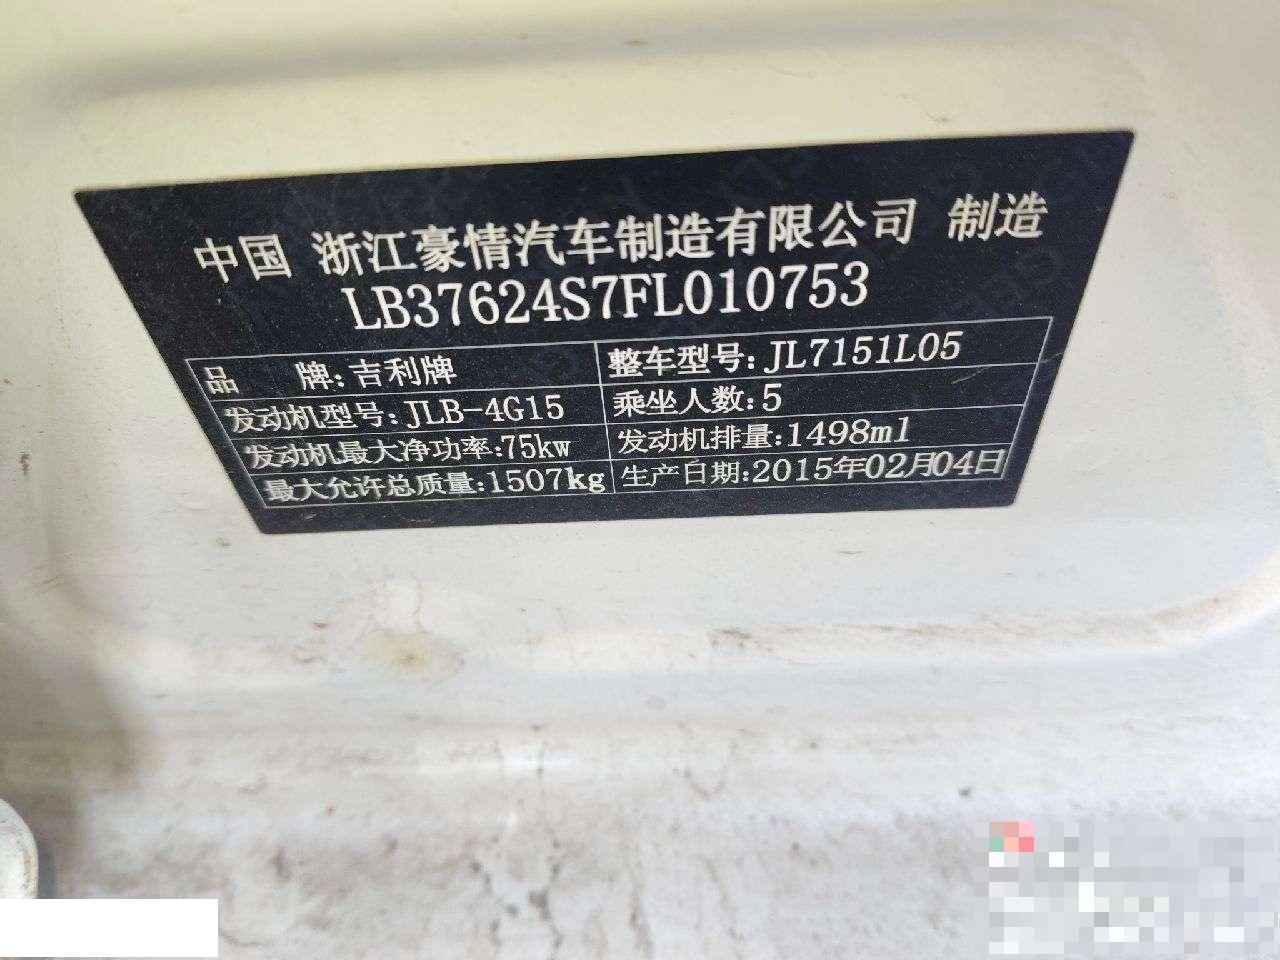 中国 浙江豪情汽车制造有限公司 制造
LB37624S7FL010753
品 牌:吉利牌 整车型号:JL7151L05
发动机型号:JLB-4G15 乘坐人数:5
发动机最大净功率:75kw 发动机排量:1498ml
最大允许总质量:1507kg 生产日期:2015年02月04日